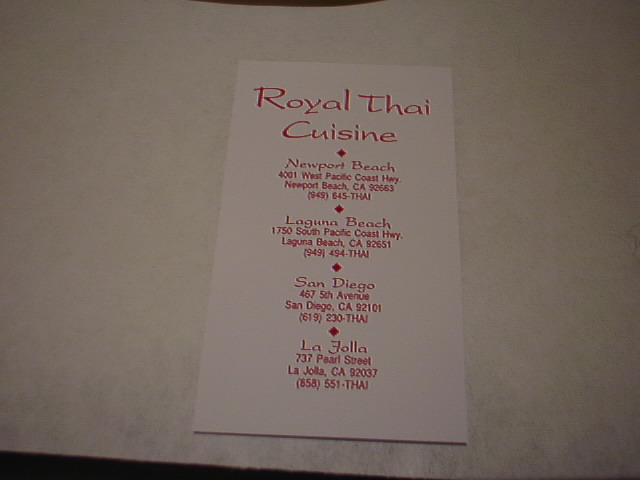 Royal Thai
Cuisine
Newport Beach
4001 West Pacific Coast Hwy.
Newport Beach, CA 92663
(949) 645-THAI
Laguna Beach
1750 South Pacific Coast Hwy.
Laguna Beach, CA 92651
(949) 494-THAI
San Diego
467 5th Avenue
San Diego, CA 92101
(619) 230-THAI
La Jolla
737 Pearl Street
La Jolla, CA 92037
(858) 551-THAI